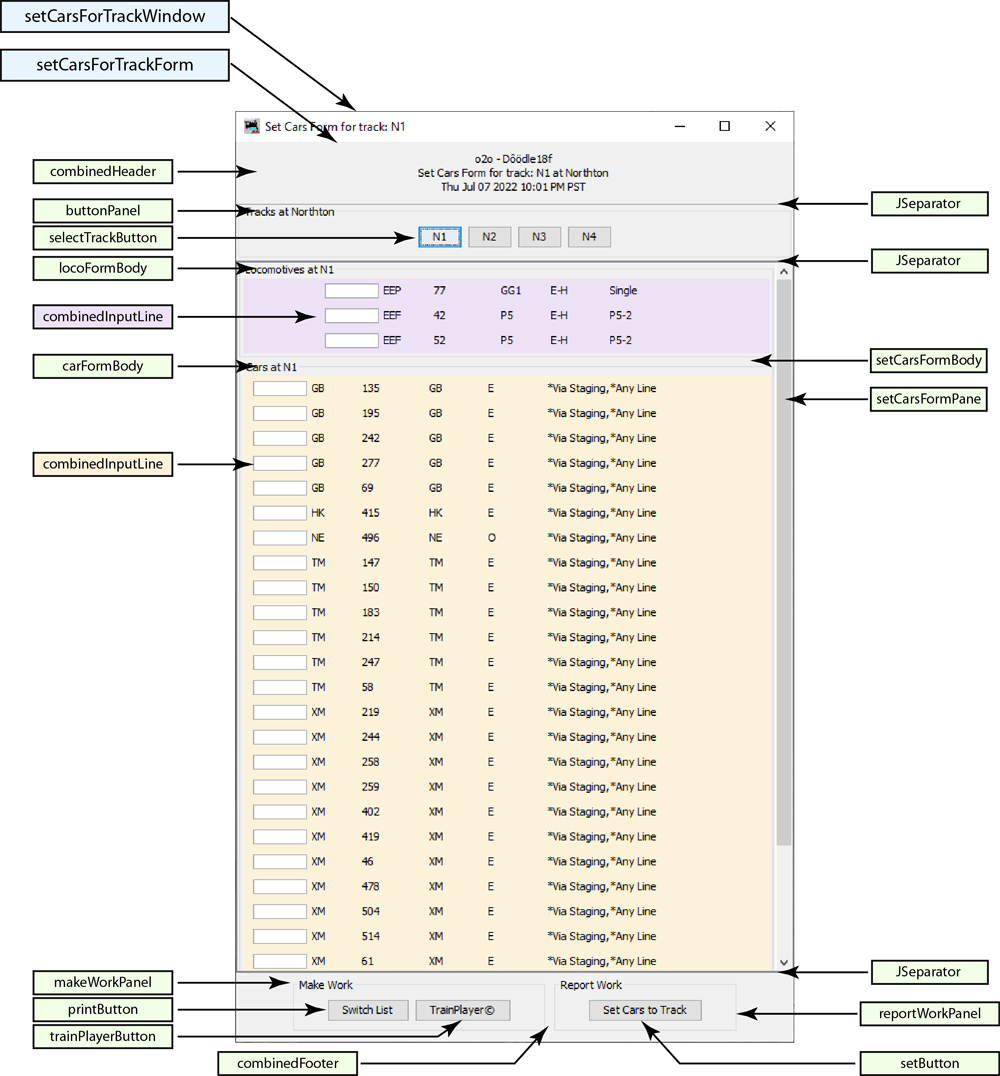 setCarsForTrackWindow
setCarsForTrackForm
Set Cars Form for track: N1
o2o - Dôödle18f
Set Cars Form for track: N1 at Northton
Thu Jul 07 2022 10:01 PM PST
combinedHeader
JSeparator
buttonPanel
Tracks at Northton
selectTrackButton
N1 N2 N3 N4
JSeparator
locoFormBody
Locomotives at N1
EEP 77 GG1 E-H Single
combinedInputLine
EEF 42 P5 E-H P5-2
EEF 52 P5 E-H P5-2
setCarsFormBody
carFormBody
Cars at N1
GB 135 GB E *Via Staging,*Any Line
setCarsFormPane
GB 195 GB E *Via Staging,*Any Line
GB 242 GB E *Via Staging,*Any Line
combinedInputLine
GB 277 GB E *Via Staging,*Any Line
GB 69 GB E *Via Staging,*Any Line
HK 415 HK E *Via Staging,*Any Line
NE 496 NE O *Via Staging,*Any Line
TM 147 TM E *Via Staging,*Any Line
TM 150 TM E *Via Staging,*Any Line
TM 183 TM E *Via Staging,*Any Line
TM 214 TM E *Via Staging,*Any Line
TM 247 TM E *Via Staging,*Any Line
TM 58 TM E *Via Staging,*Any Line
XM 219 XM E *Via Staging,*Any Line
XM 244 XM E *Via Staging,*Any Line
XM 258 XM E *Via Staging,*Any Line
XM 259 XM E *Via Staging,*Any Line
XM 402 XM E *Via Staging,*Any Line
XM 419 XM E *Via Staging,*Any Line
XM 46 XM E *Via Staging,*Any Line
XM 478 XM E *Via Staging,*Any Line
XM 504 XM E *Via Staging,*Any Line
XM 514 XM E *Via Staging,*Any Line
XM 61 XM E *Via Staging,*Any Line
JSeparator
makeWorkPanel
Make Work
Report Work
printButton
Switch List
TrainPlayer©
Set Cars to Track
reportWorkPanel
trainPlayerButton
combinedFooter
setButton